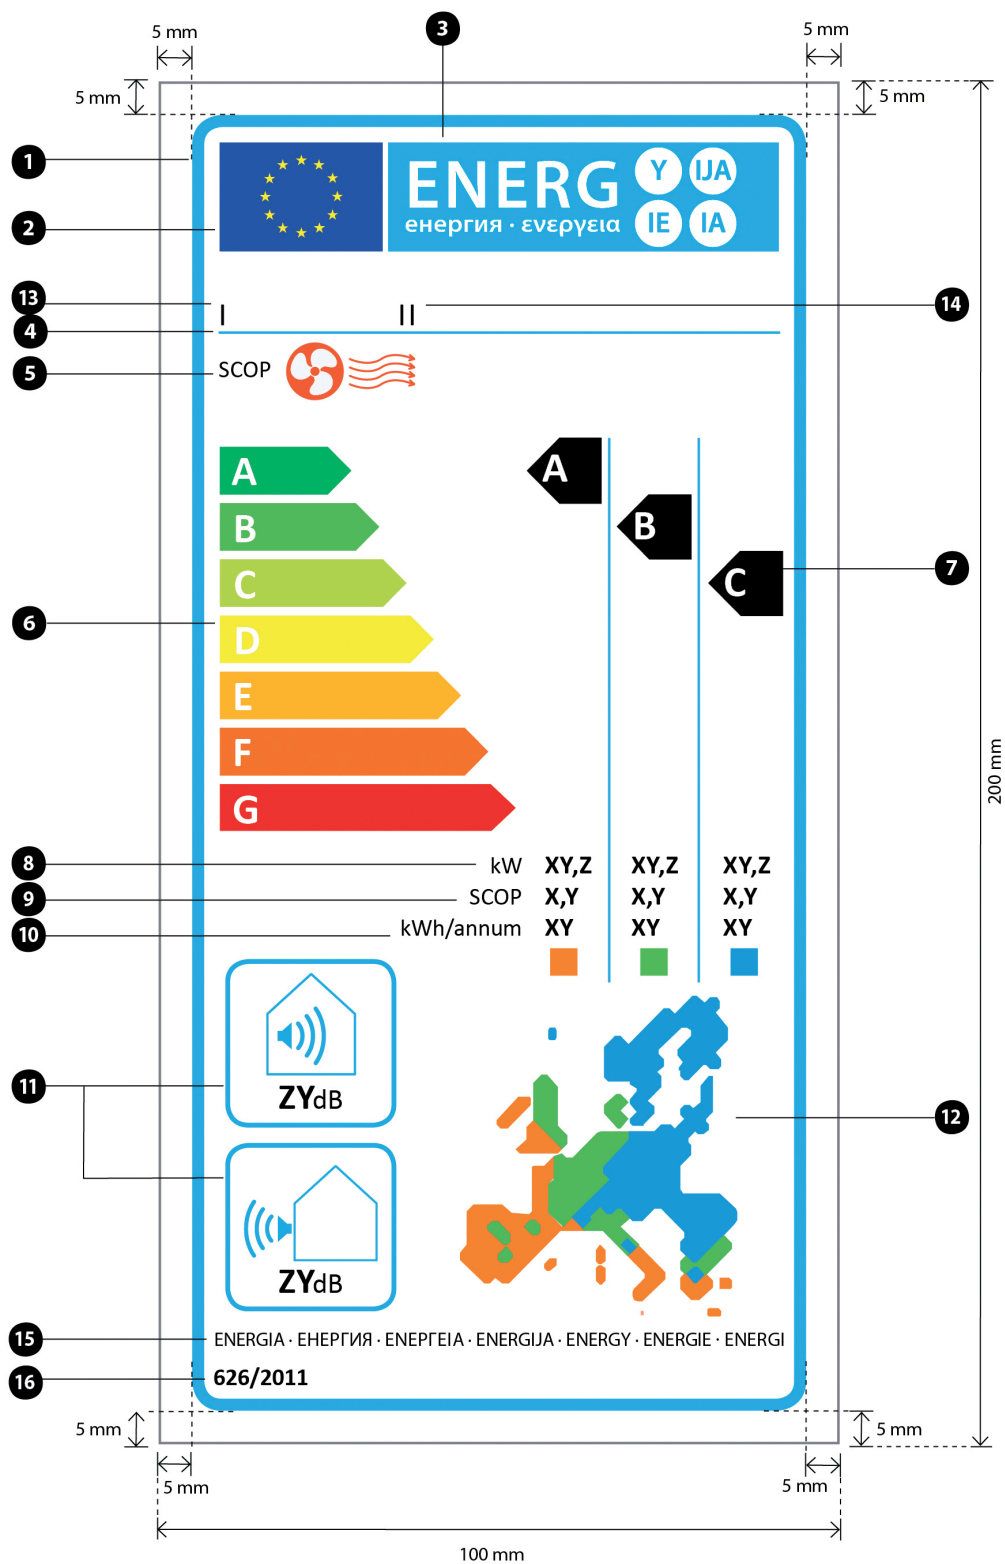 3
5 mm
5 mm
5 mm
5 mm
1
ENERG Y IJA
2
енергия · ενεργεια IE IA
13
I
II
14
4
5
SCOP
A
A
B
B
C
C
7
6
D
E
F
G
200 mm
8
kW XY,Z XY,Z XY,Z
9
SCOP X,Y X,Y X,Y
10
kWh/annum XY XY XY
11
ZYdB
12
ZYdB
15
ENERGIA · ЕНЕРГИЯ · ΕΝΕΡΓΕΙΑ · ENERGIJA · ENERGY · ENERGIE · ENERGI
16
626/2011
5 mm
5 mm
5 mm
5 mm
100 mm